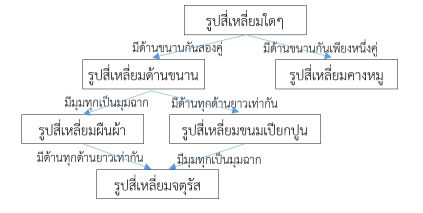 รูปสี่เหลี่ยมใดๆ
มีด้านขนานกันสองคู่ มีด้านขนานกันเพียงหนึ่งคู่
รูปสี่เหลี่ยมด้านขนาน รูปสี่เหลี่ยมคางหมู
มีมุมทุกเป็นมุมฉาก มีด้านทุกด้านยาวเท่ากัน
รูปสี่เหลี่ยมผืนผ้า รูปสี่เหลี่ยมขนมเปียกปูน
มีด้านทุกด้านยาวเท่ากัน มีมุมทุกเป็นมุมฉาก
รูปสี่เหลี่ยมจตุรัส